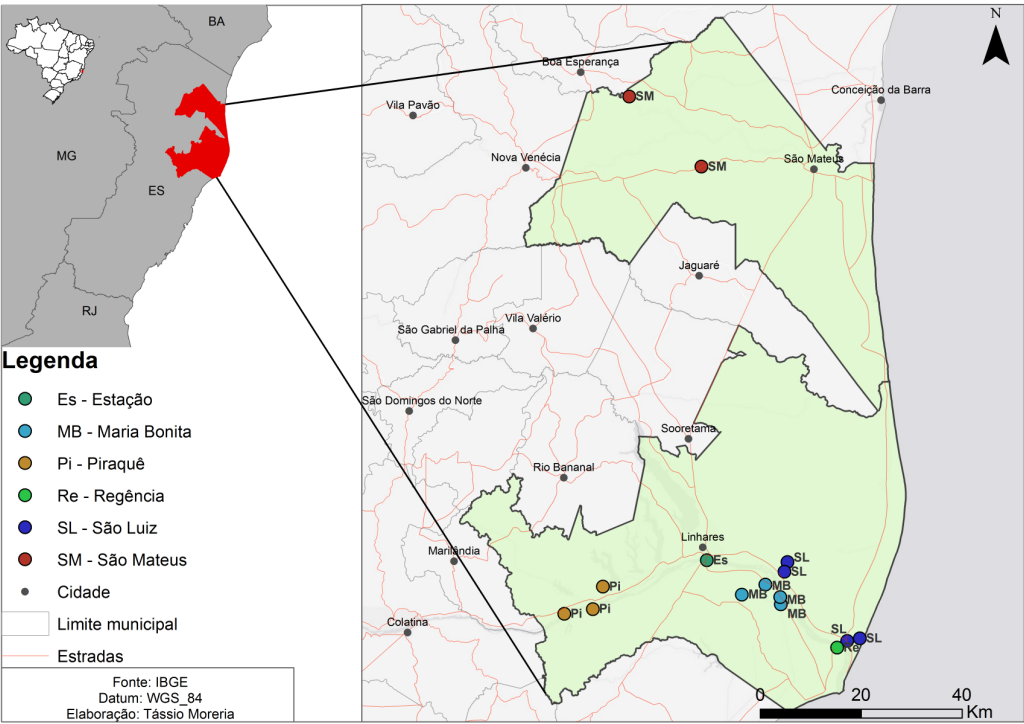 BA
MG
ES
RJ
N
Boa Esperança
SM
Conceição da Barra
Vila Pavão
Nova Venécia
São Mateus
SM
Jaguaré
Vila Valério
São Gabriel da Palha
São Domingos do Norte
Sooretama
Rio Bananal
Linhares
Marilândia
Es
SL
SL
Pi
MB
MB
MB
MB
Pi
Pi
Colatina
SL
SL
Re
0 20 40
Km
Legenda
Es - Estação
MB - Maria Bonita
Pi - Piraquê
Re - Regência
SL - São Luiz
SM - São Mateus
Cidade
Limite municipal
Estradas
Fonte: IBGE
Datum: WGS_84
Elaboração: Tássio Moreria